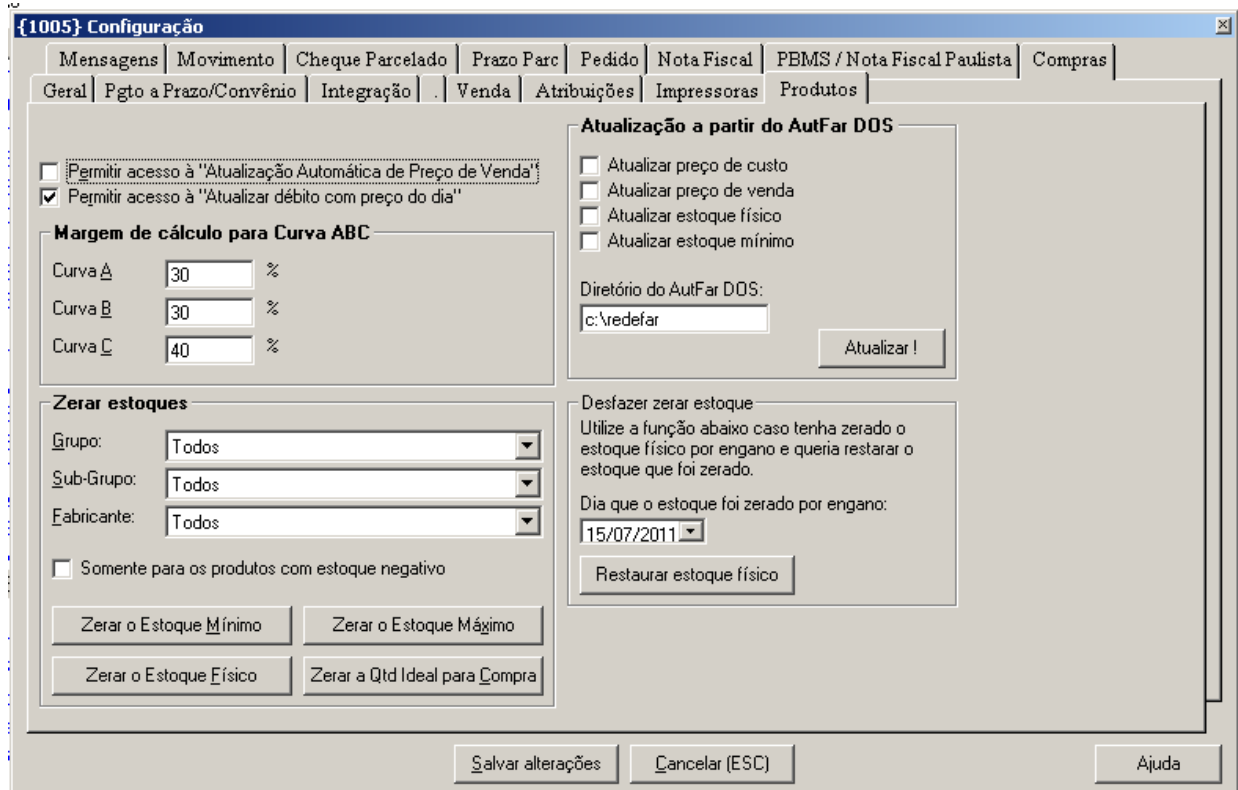 {1005} Configuração
Mensagens Movimento Cheque Parcelado Prazo Parc Pedido Nota Fiscal PBMS / Nota Fiscal Paulista Compras
Geral Pgto a Prazo/Convênio Integração . Venda Atribuições Impressoras Produtos
Permitir acesso à "Atualização Automática de Preço de Venda"
Permitir acesso à "Atualizar débito com preço do dia"
Margem de cálculo para Curva ABC
Curva A 30 %
Curva B 30 %
Curva C 40 %
Atualização a partir do AutFar DOS
Atualizar preço de custo
Atualizar preço de venda
Atualizar estoque físico
Atualizar estoque mínimo
Diretório do AutFar DOS:
c:\redefar
Atualizar !
Zerar estoques
Grupo: Todos
Sub-Grupo: Todos
Fabricante: Todos
Somente para os produtos com estoque negativo
Zerar o Estoque Mínimo Zerar o Estoque Máximo
Zerar o Estoque Físico Zerar a Qtd Ideal para Compra
Desfazer zerar estoque
Utilize a função abaixo caso tenha zerado o
estoque físico por engano e queria restarar o
estoque que foi zerado.
Dia que o estoque foi zerado por engano:
15/07/2011
Restaurar estoque físico
Salvar alterações Cancelar (ESC) Ajuda